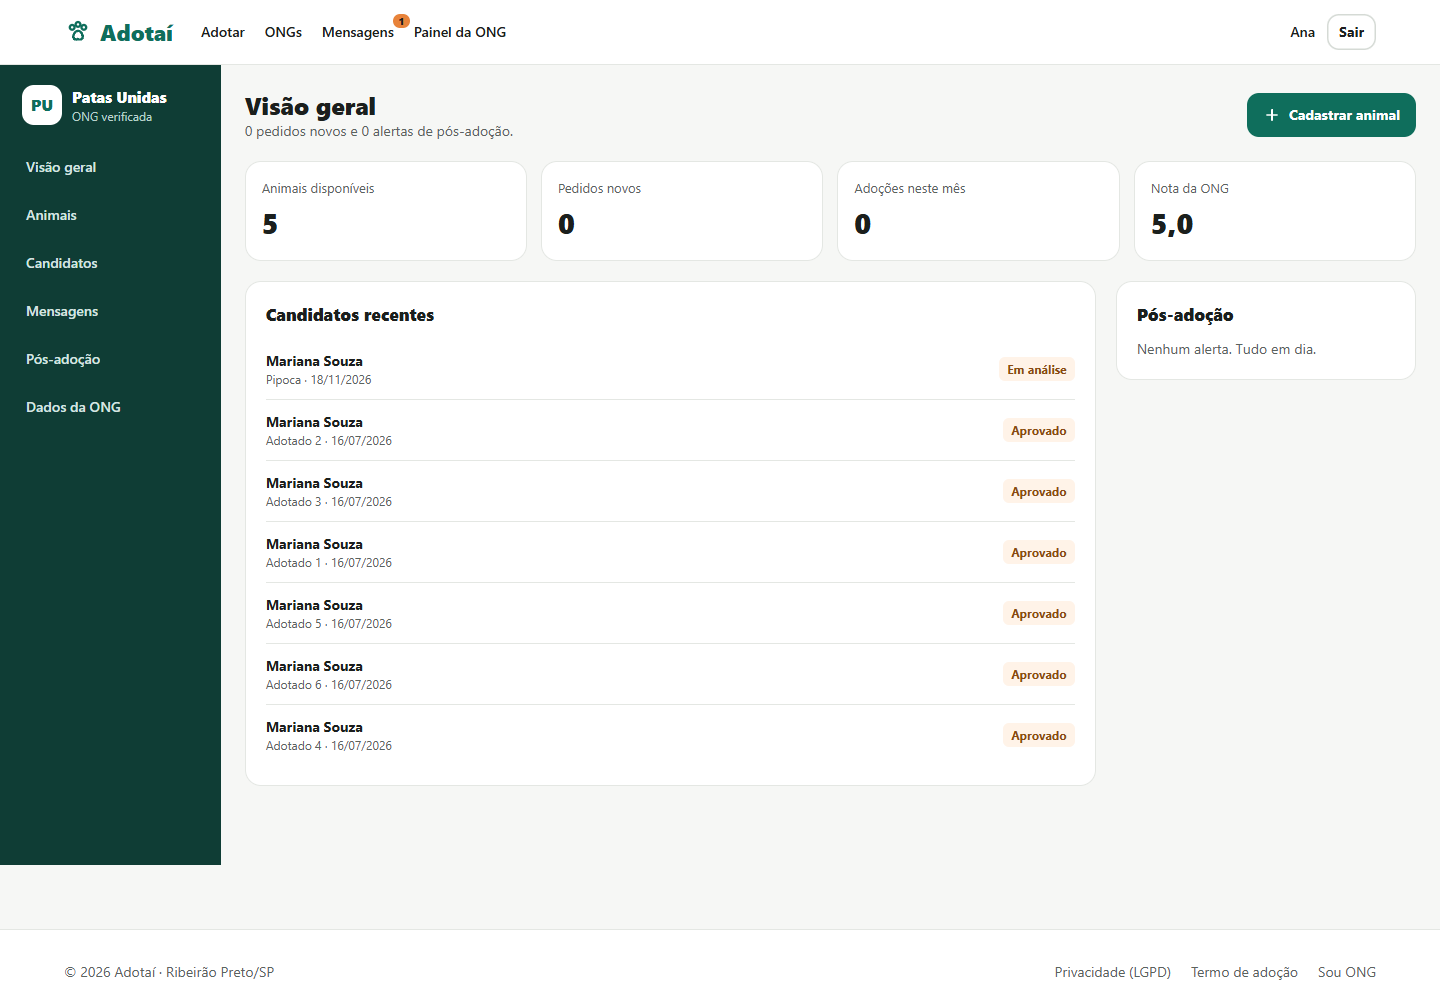 Adotaí
Adotar
ONGs
Mensagens
1
Painel da ONG
Ana
Sair
PU
Patas Unidas
ONG verificada
Visão geral
Animais
Candidatos
Mensagens
Pós-adoção
Dados da ONG
Visão geral
0 pedidos novos e 0 alertas de pós-adoção.
+ Cadastrar animal
Animais disponíveis
5
Pedidos novos
0
Adoções neste mês
0
Nota da ONG
5,0
Candidatos recentes
Mariana Souza
Pipoca · 18/11/2026
Em análise
Mariana Souza
Adotado 2 · 16/07/2026
Aprovado
Mariana Souza
Adotado 3 · 16/07/2026
Aprovado
Mariana Souza
Adotado 1 · 16/07/2026
Aprovado
Mariana Souza
Adotado 5 · 16/07/2026
Aprovado
Mariana Souza
Adotado 6 · 16/07/2026
Aprovado
Mariana Souza
Adotado 4 · 16/07/2026
Aprovado
Pós-adoção
Nenhum alerta. Tudo em dia.
© 2026 Adotaí · Ribeirão Preto/SP
Privacidade (LGPD)
Termo de adoção
Sou ONG